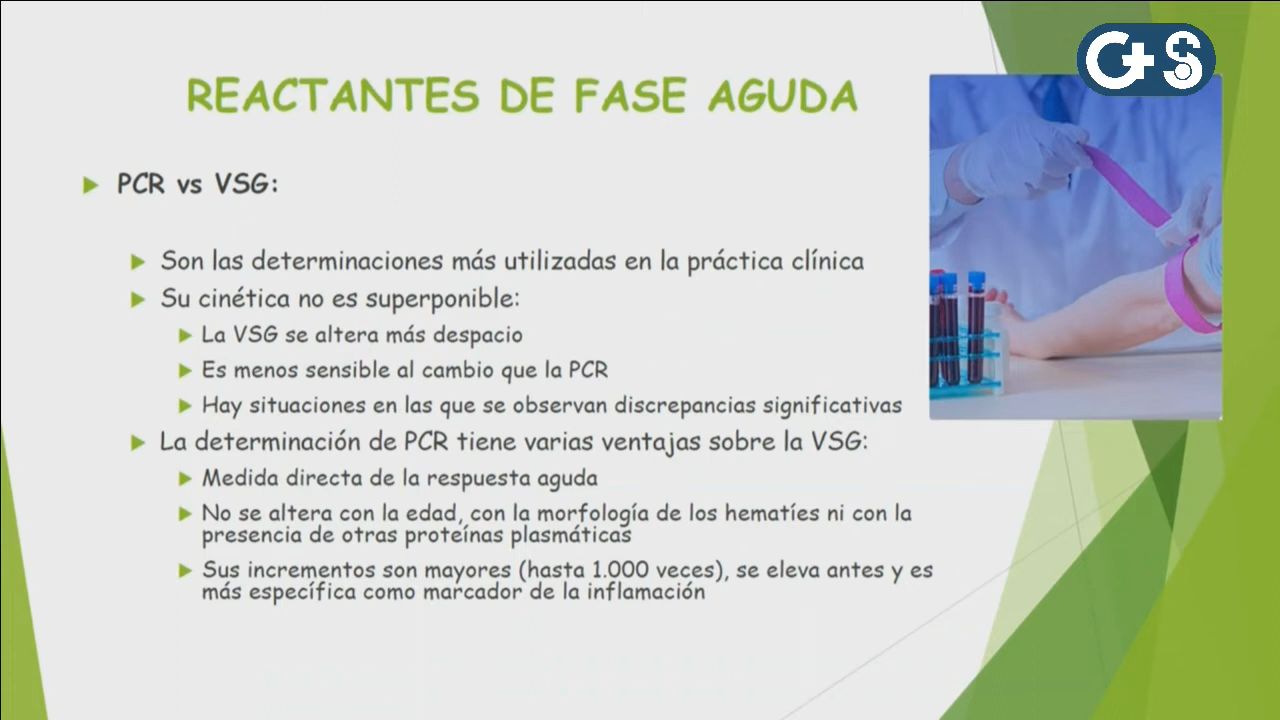 G+S
REACTANTES DE FASE AGUDA
PCR vs VSG:
Son las determinaciones más utilizadas en la práctica clínica
Su cinética no es superponible:
La VSG se altera más despacio
Es menos sensible al cambio que la PCR
Hay situaciones en las que se observan discrepancias significativas
La determinación de PCR tiene varias ventajas sobre la VSG:
Medida directa de la respuesta aguda
No se altera con la edad, con la morfología de los hematíes ni con la
presencia de otras proteínas plasmáticas
Sus incrementos son mayores (hasta 1.000 veces), se eleva antes y es
más específica como marcador de la inflamación